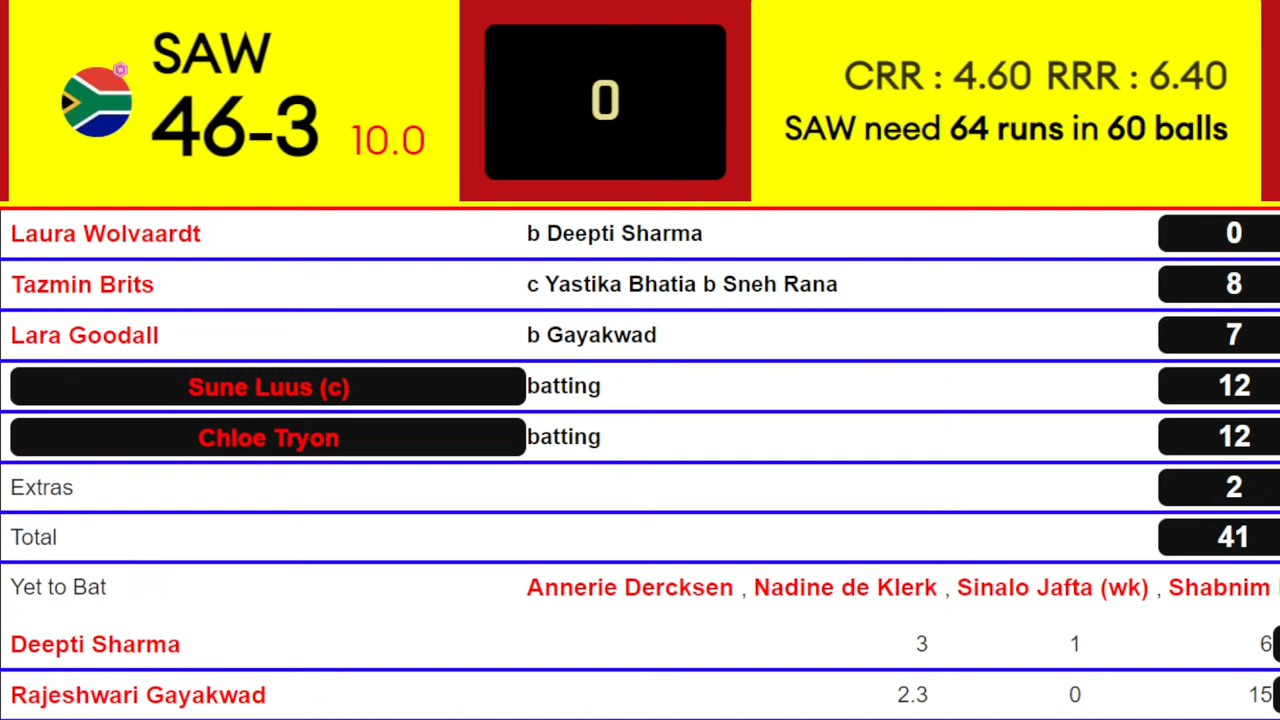 SAW
46-3 10.0
0
CRR : 4.60 RRR : 6.40
SAW need 64 runs in 60 balls
Laura Wolvaardt b Deepti Sharma 0
Tazmin Brits c Yastika Bhatia b Sneh Rana 8
Lara Goodall b Gayakwad 7
Sune Luus (c) batting 12
Chloe Tryon batting 12
Extras 2
Total 41
Yet to Bat Annerie Dercksen , Nadine de Klerk , Sinalo Jafta (wk) , Shabnim
Deepti Sharma 3 1 6
Rajeshwari Gayakwad 2.3 0 15